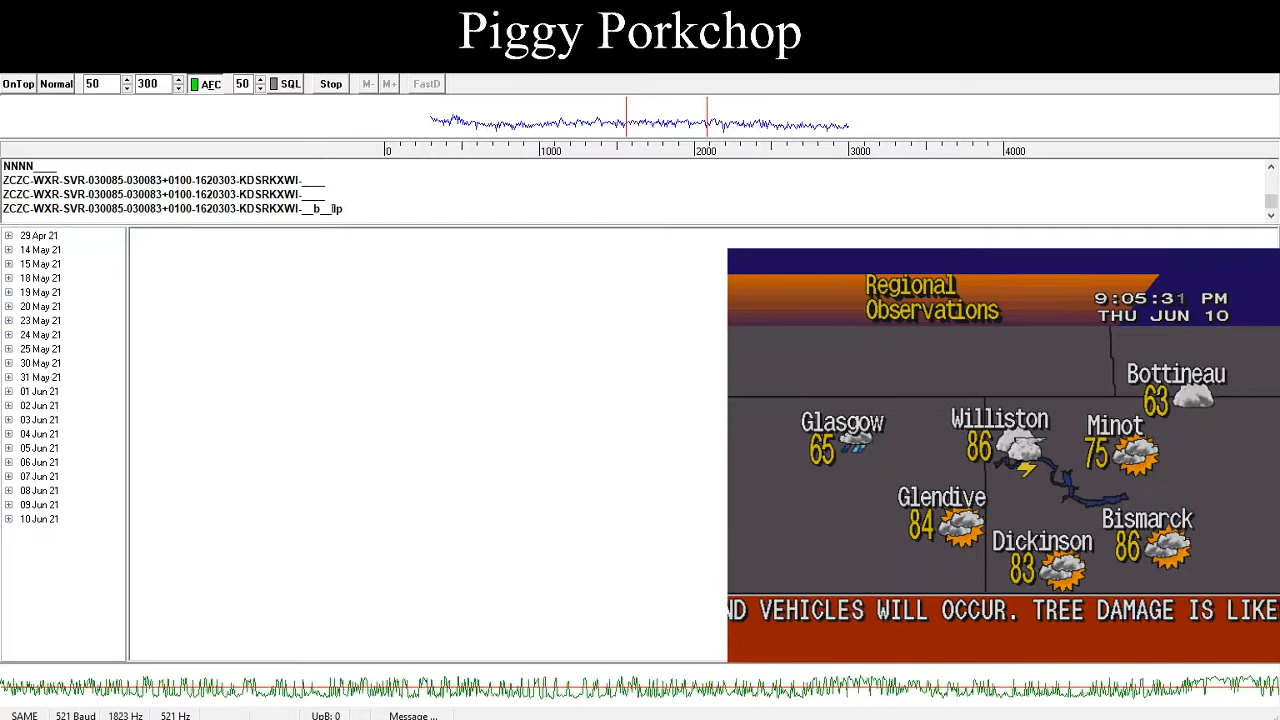 Piggy Porkchop
OnTop Normal 50 300 AFC 50 SQL Stop M- M+ FastD
0 1000 2000 3000 4000
NNNN____
ZCZC-WXR-SVR-030085-030083+0100-1620303-KDSRKXWI-____
ZCZC-WXR-SVR-030085-030083+0100-1620303-KDSRKXWI-____
ZCZC-WXR-SVR-030085-030083+0100-1620303-KDSRKXWI-__b__
29 Apr 21
14 May 21
15 May 21
18 May 21
19 May 21
20 May 21
23 May 21
24 May 21
25 May 21
30 May 21
31 May 21
01 Jun 21
02 Jun 21
03 Jun 21
04 Jun 21
05 Jun 21
06 Jun 21
07 Jun 21
08 Jun 21
09 Jun 21
10 Jun 21
Regional
Observations
9:05:31 PM
THU JUN 10
Bottineau
63
Glasgow
65
Williston
86
Minot
75
Glendive
84
Bismarck
86
Dickinson
83
ND VEHICLES WILL OCCUR. TREE DAMAGE IS LIKE
SAME 521 Baud 1823 Hz 521 Hz UpB: 0 Message ...